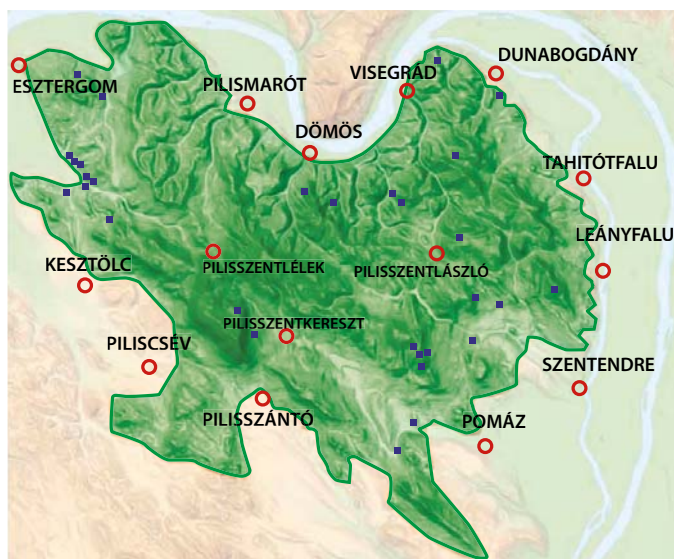 DUNABOGDÁNY
VISEGRÁD
ESZTERGOM
PILISMARÓT
DÖMÖS
TAHITÓTFALU
LEÁNYFALU
KESZTÖLC
PILISSZENTLÉLEK
PILISSZENTLÁSZLÓ
PILISSZENTKERESZT
PILISCSÉV
SZENTENDRE
PILISSZÁNTÓ
POMÁZ